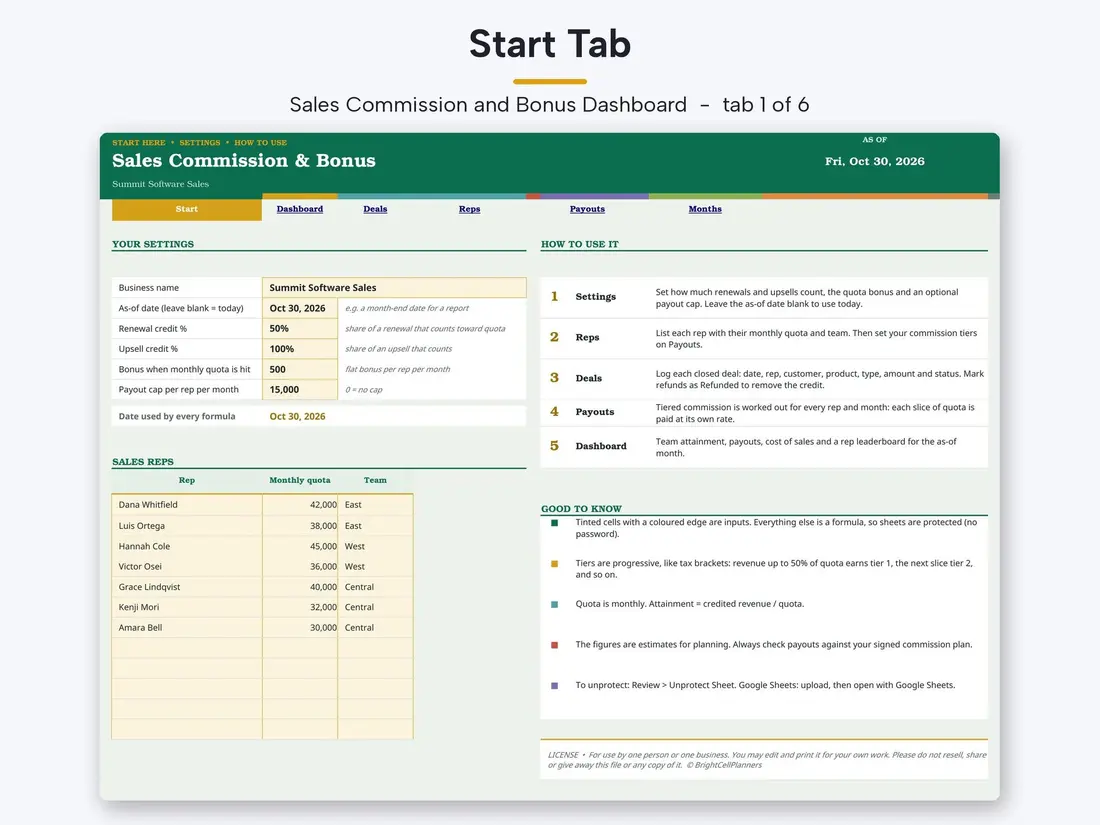 Start Tab
Sales Commission and Bonus Dashboard - tab 1 of 6
START HERE • SETTINGS • HOW TO USE
AS OF
Sales Commission & Bonus
Fri, Oct 30, 2026
Summit Software Sales
Start Dashboard Deals Reps Payouts Months
YOUR SETTINGS
Business name Summit Software Sales
As-of date (leave blank = today) Oct 30, 2026 e.g. a month-end date for a report
Renewal credit % 50% share of a renewal that counts toward quota
Upsell credit % 100% share of an upsell that counts
Bonus when monthly quota is hit 500 flat bonus per rep per month
Payout cap per rep per month 15,000 0 = no cap
Date used by every formula Oct 30, 2026
SALES REPS
Rep Monthly quota Team
Dana Whitfield 42,000 East
Luis Ortega 38,000 East
Hannah Cole 45,000 West
Victor Osei 36,000 West
Grace Lindqvist 40,000 Central
Kenji Mori 32,000 Central
Amara Bell 30,000 Central
HOW TO USE IT
1 Settings Set how much renewals and upsells count, the quota bonus and an optional
payout cap. Leave the as-of date blank to use today.
2 Reps List each rep with their monthly quota and team. Then set your commission tiers
on Payouts.
3 Deals Log each closed deal: date, rep, customer, product, type, amount and status. Mark
refunds as Refunded to remove the credit.
4 Payouts Tiered commission is worked out for every rep and month: each slice of quota is
paid at its own rate.
5 Dashboard Team attainment, payouts, cost of sales and a rep leaderboard for the as-of
month.
GOOD TO KNOW
Tinted cells with a coloured edge are inputs. Everything else is a formula, so sheets are protected (no
password).
Tiers are progressive, like tax brackets: revenue up to 50% of quota earns tier 1, the next slice tier 2,
and so on.
Quota is monthly. Attainment = credited revenue / quota.
The figures are estimates for planning. Always check payouts against your signed commission plan.
To unprotect: Review > Unprotect Sheet. Google Sheets: upload, then open with Google Sheets.
LICENSE • For use by one person or one business. You may edit and print it for your own work. Please do not resell, share
or give away this file or any copy of it. © BrightCellPlanners